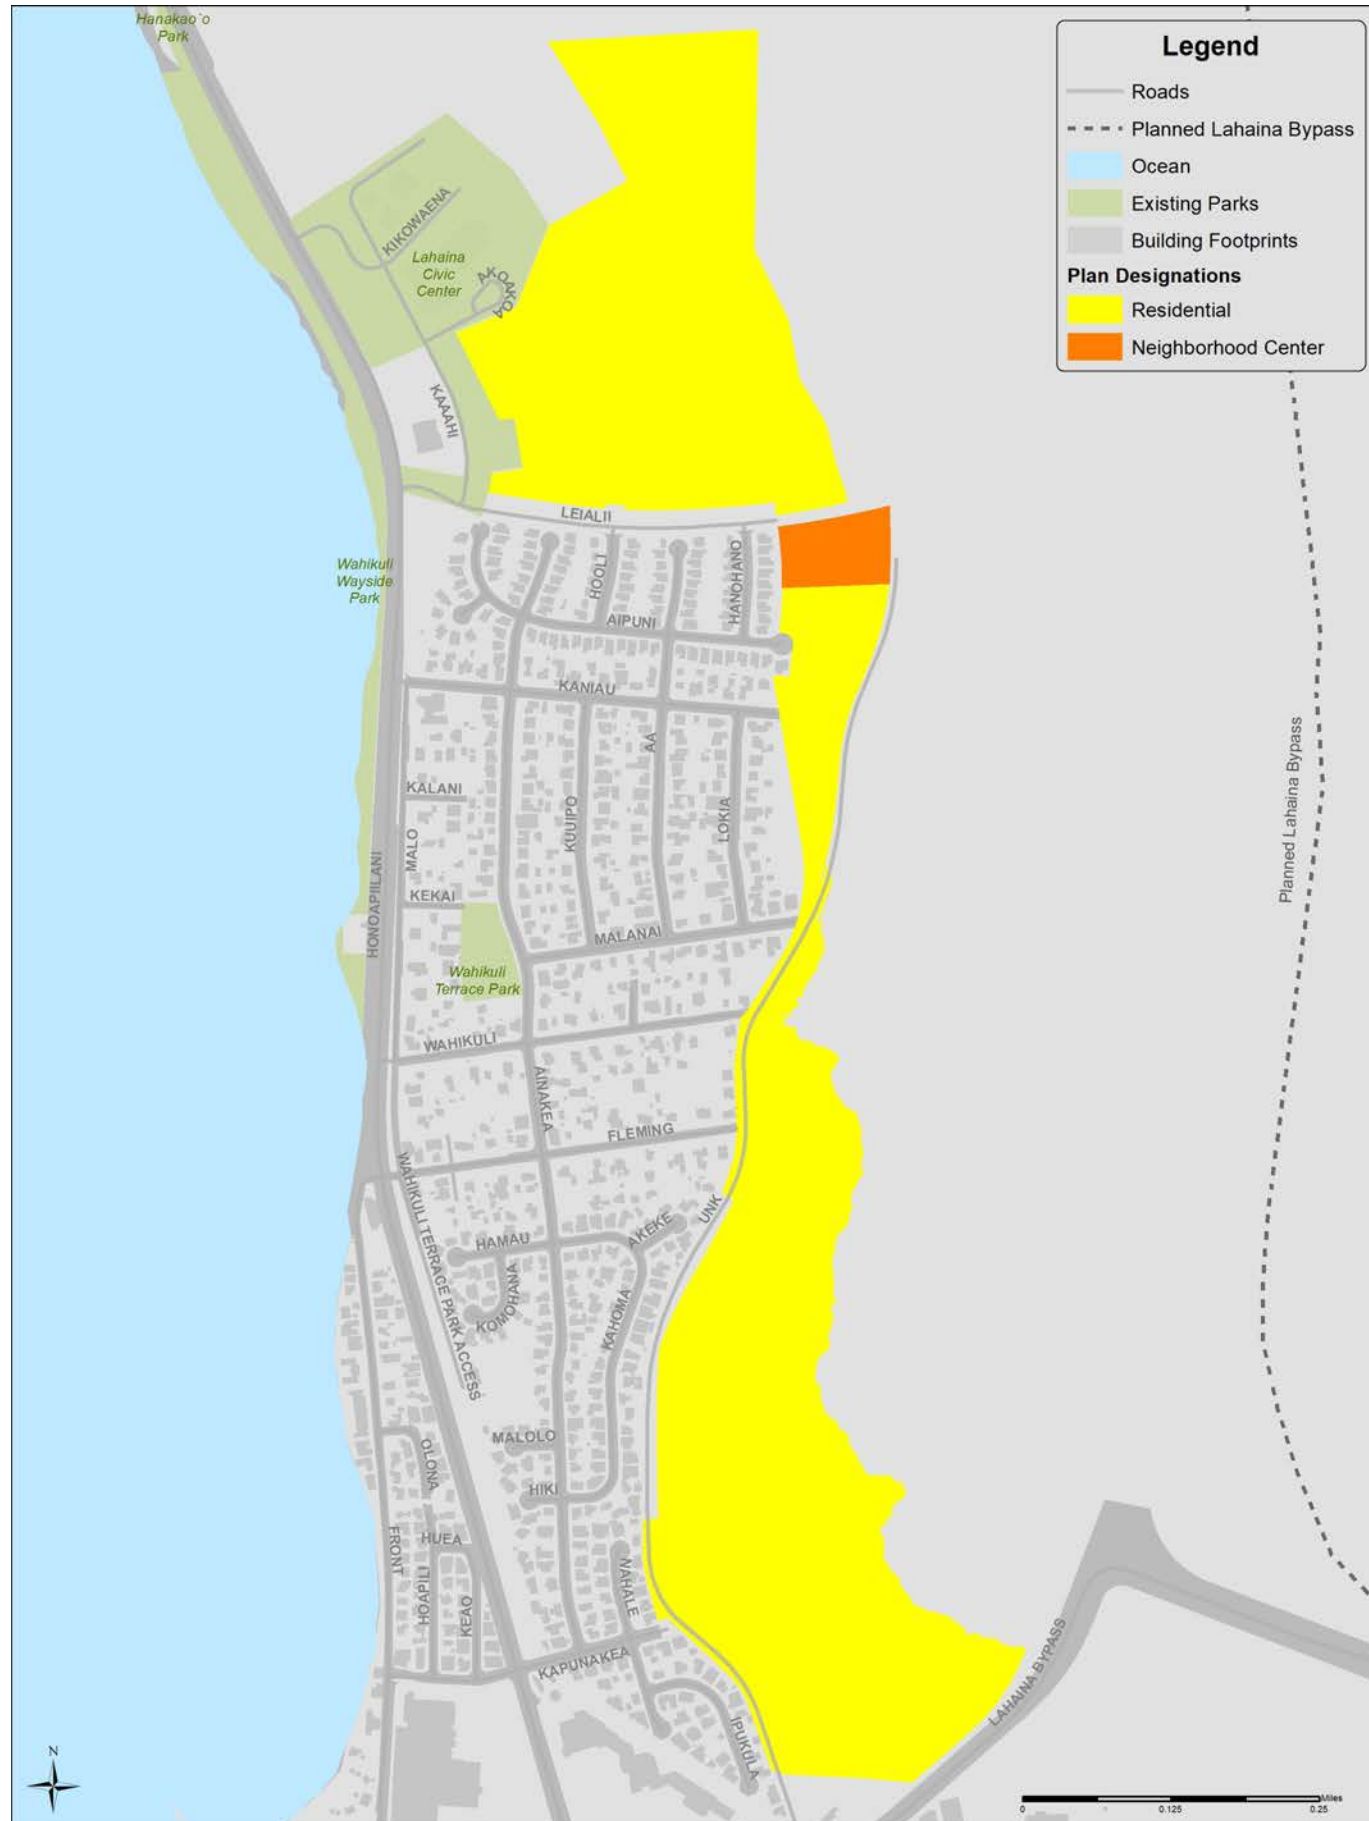 Hanakao`o
Park
Legend
Roads
Planned Lahaina Bypass
Ocean
Existing Parks
Building Footprints
Plan Designations
Residential
Neighborhood Center
KIKOWAENA
Lahaina
Civic
Center
AKOAKOA
KAAAHI
LEIALII
Wahikuli
Wayside
Park
HOOLI
HANOHANO
AIPUNI
KANIAU
AA
KALANI
KUUIPO
LOKIA
MALO
Planned Lahaina Bypass
HONOAPIILANI
KEKAI
MALANAI
Wahikuli
Terrace Park
WAHIKULI
AINAKEA
FLEMING
WAHIKULI TERRACE PARK ACCESS
UNK
AKEKE
HAMAU
KOMOHANA
KAHOMA
MALOLO
OLONA
HIKI
FRONT
HUEA
HOAPILI
KEAO
NAHALE
KAPUNAKEA
LAHAINA BYPASS
IPUKULA
N
Miles
0
0.125
0.25